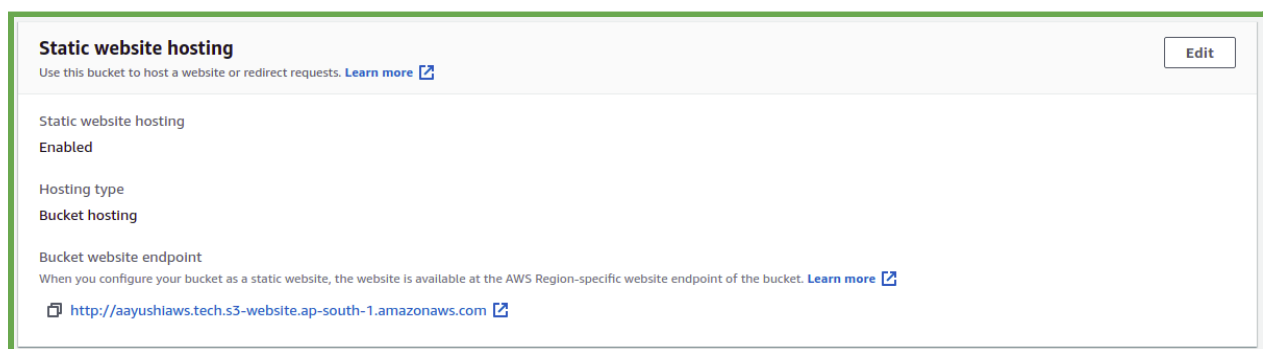 Static website hosting
Edit
Use this bucket to host a website or redirect requests. Learn more
Static website hosting
Enabled
Hosting type
Bucket hosting
Bucket website endpoint
When you configure your bucket as a static website, the website is available at the AWS Region-specific website endpoint of the bucket. Learn more
http://aayushiaws.tech.s3-website.ap-south-1.amazonaws.com